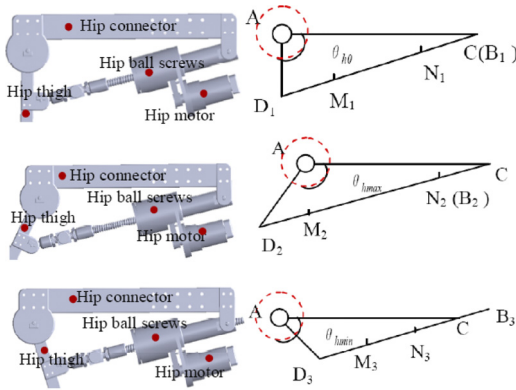 Hip connector
Hip ball screws
Hip thigh
Hip motor
A
θh0
C(B1)
N1
M1
D1
Hip connector
Hip ball screws
Hip thigh
Hip motor
A
θhmax
C
N2 (B2)
M2
D2
Hip connector
Hip ball screws
Hip thigh
Hip motor
A
θhmin
B3
C
N3
M3
D3